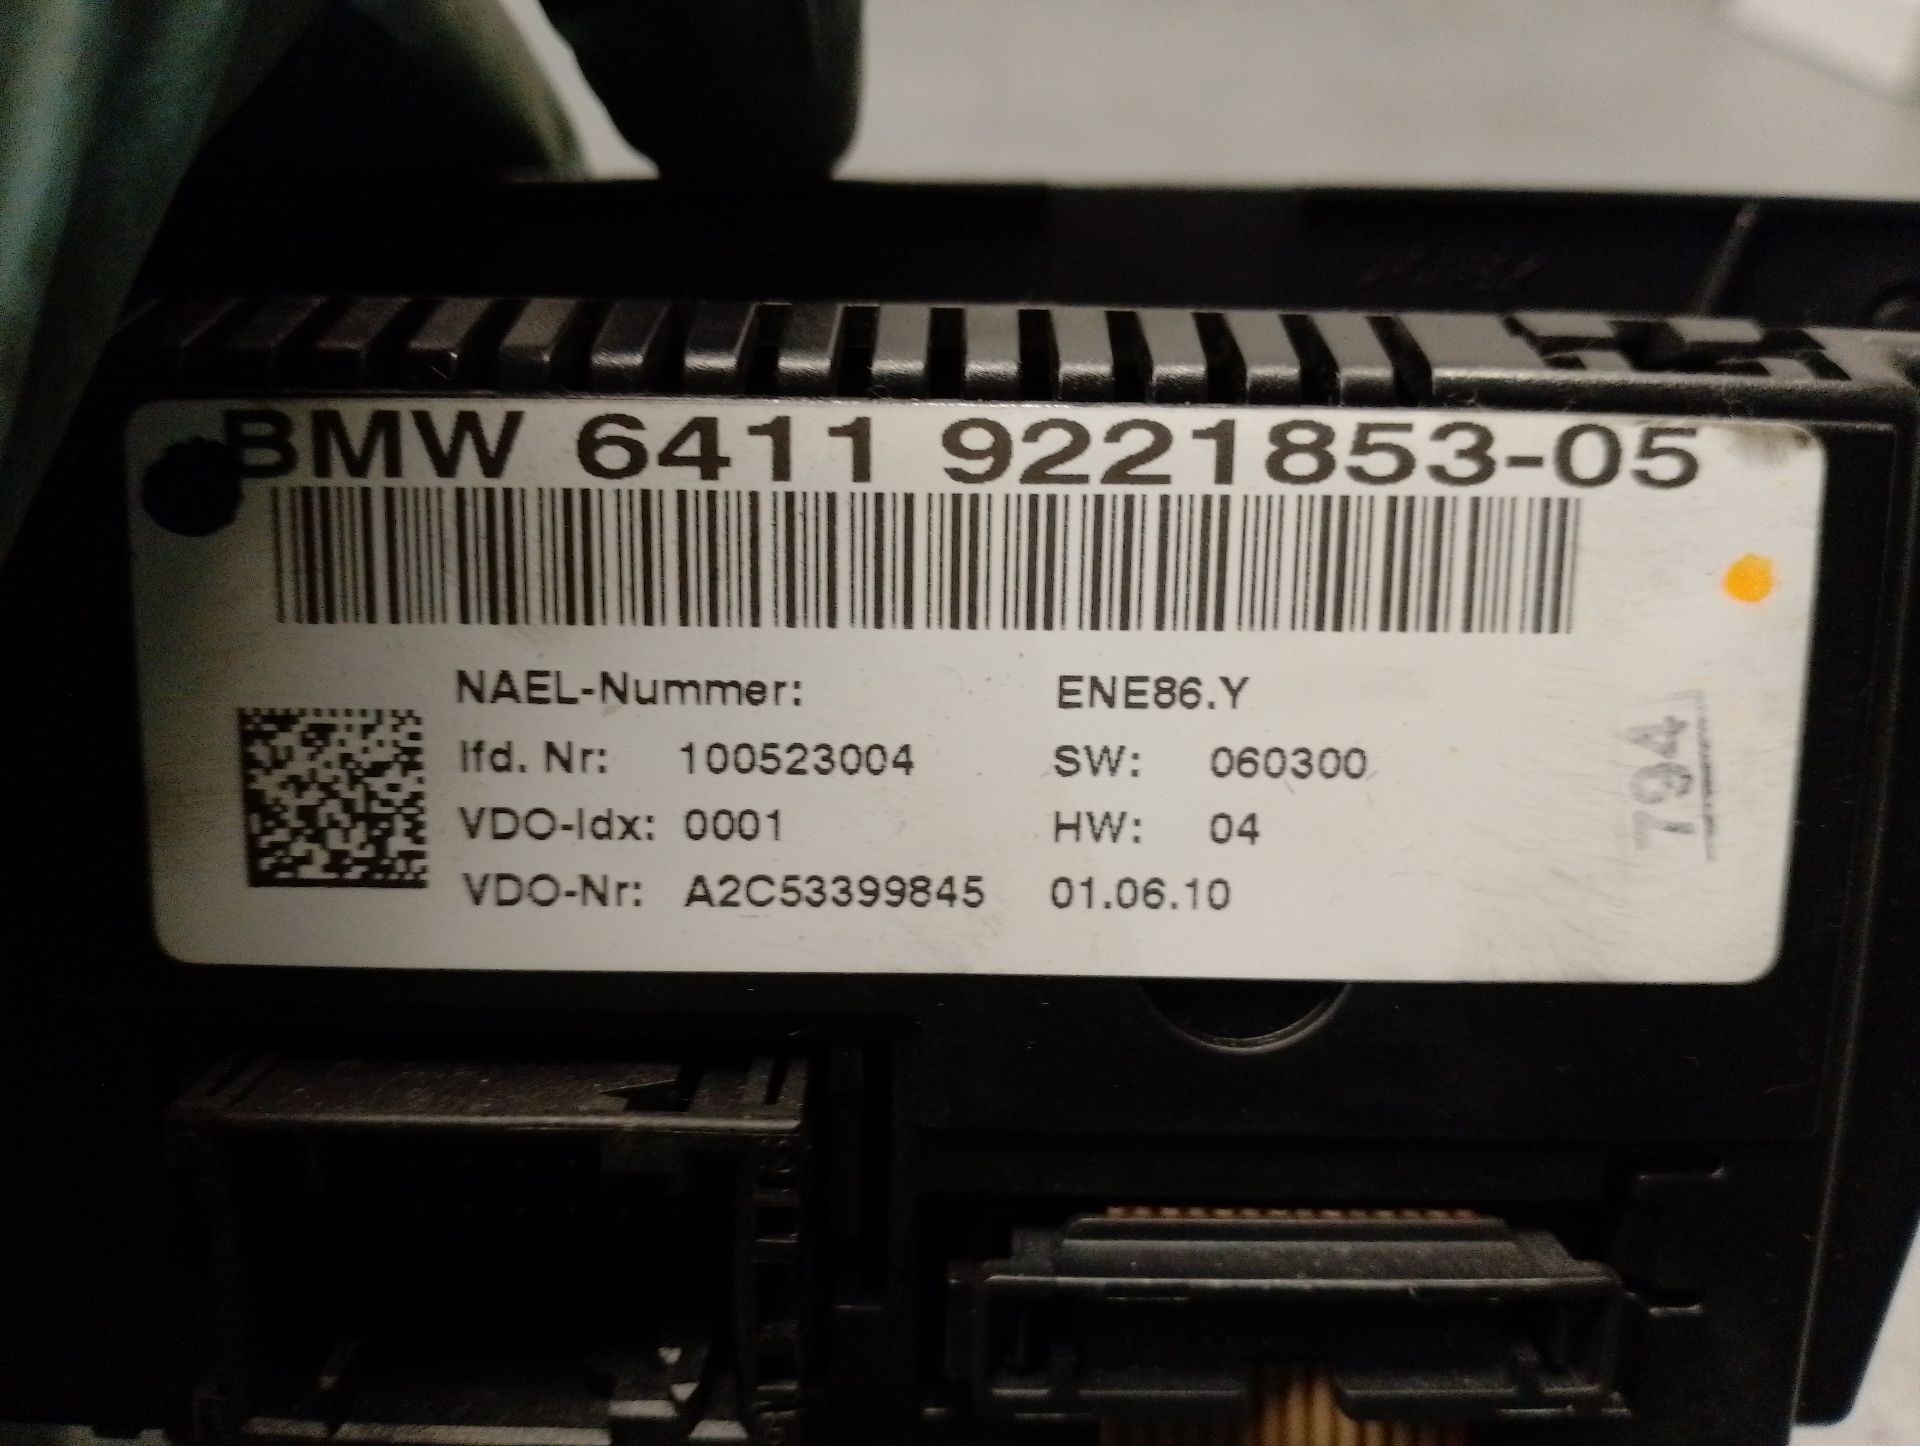 BMW 6411 9221853-05
NAEL-Nummer: ENE86.Y
lfd. Nr: 100523004 SW: 060300
VDO-Idx: 0001 HW: 04
VDO-Nr: A2C53399845 01.06.10
79A